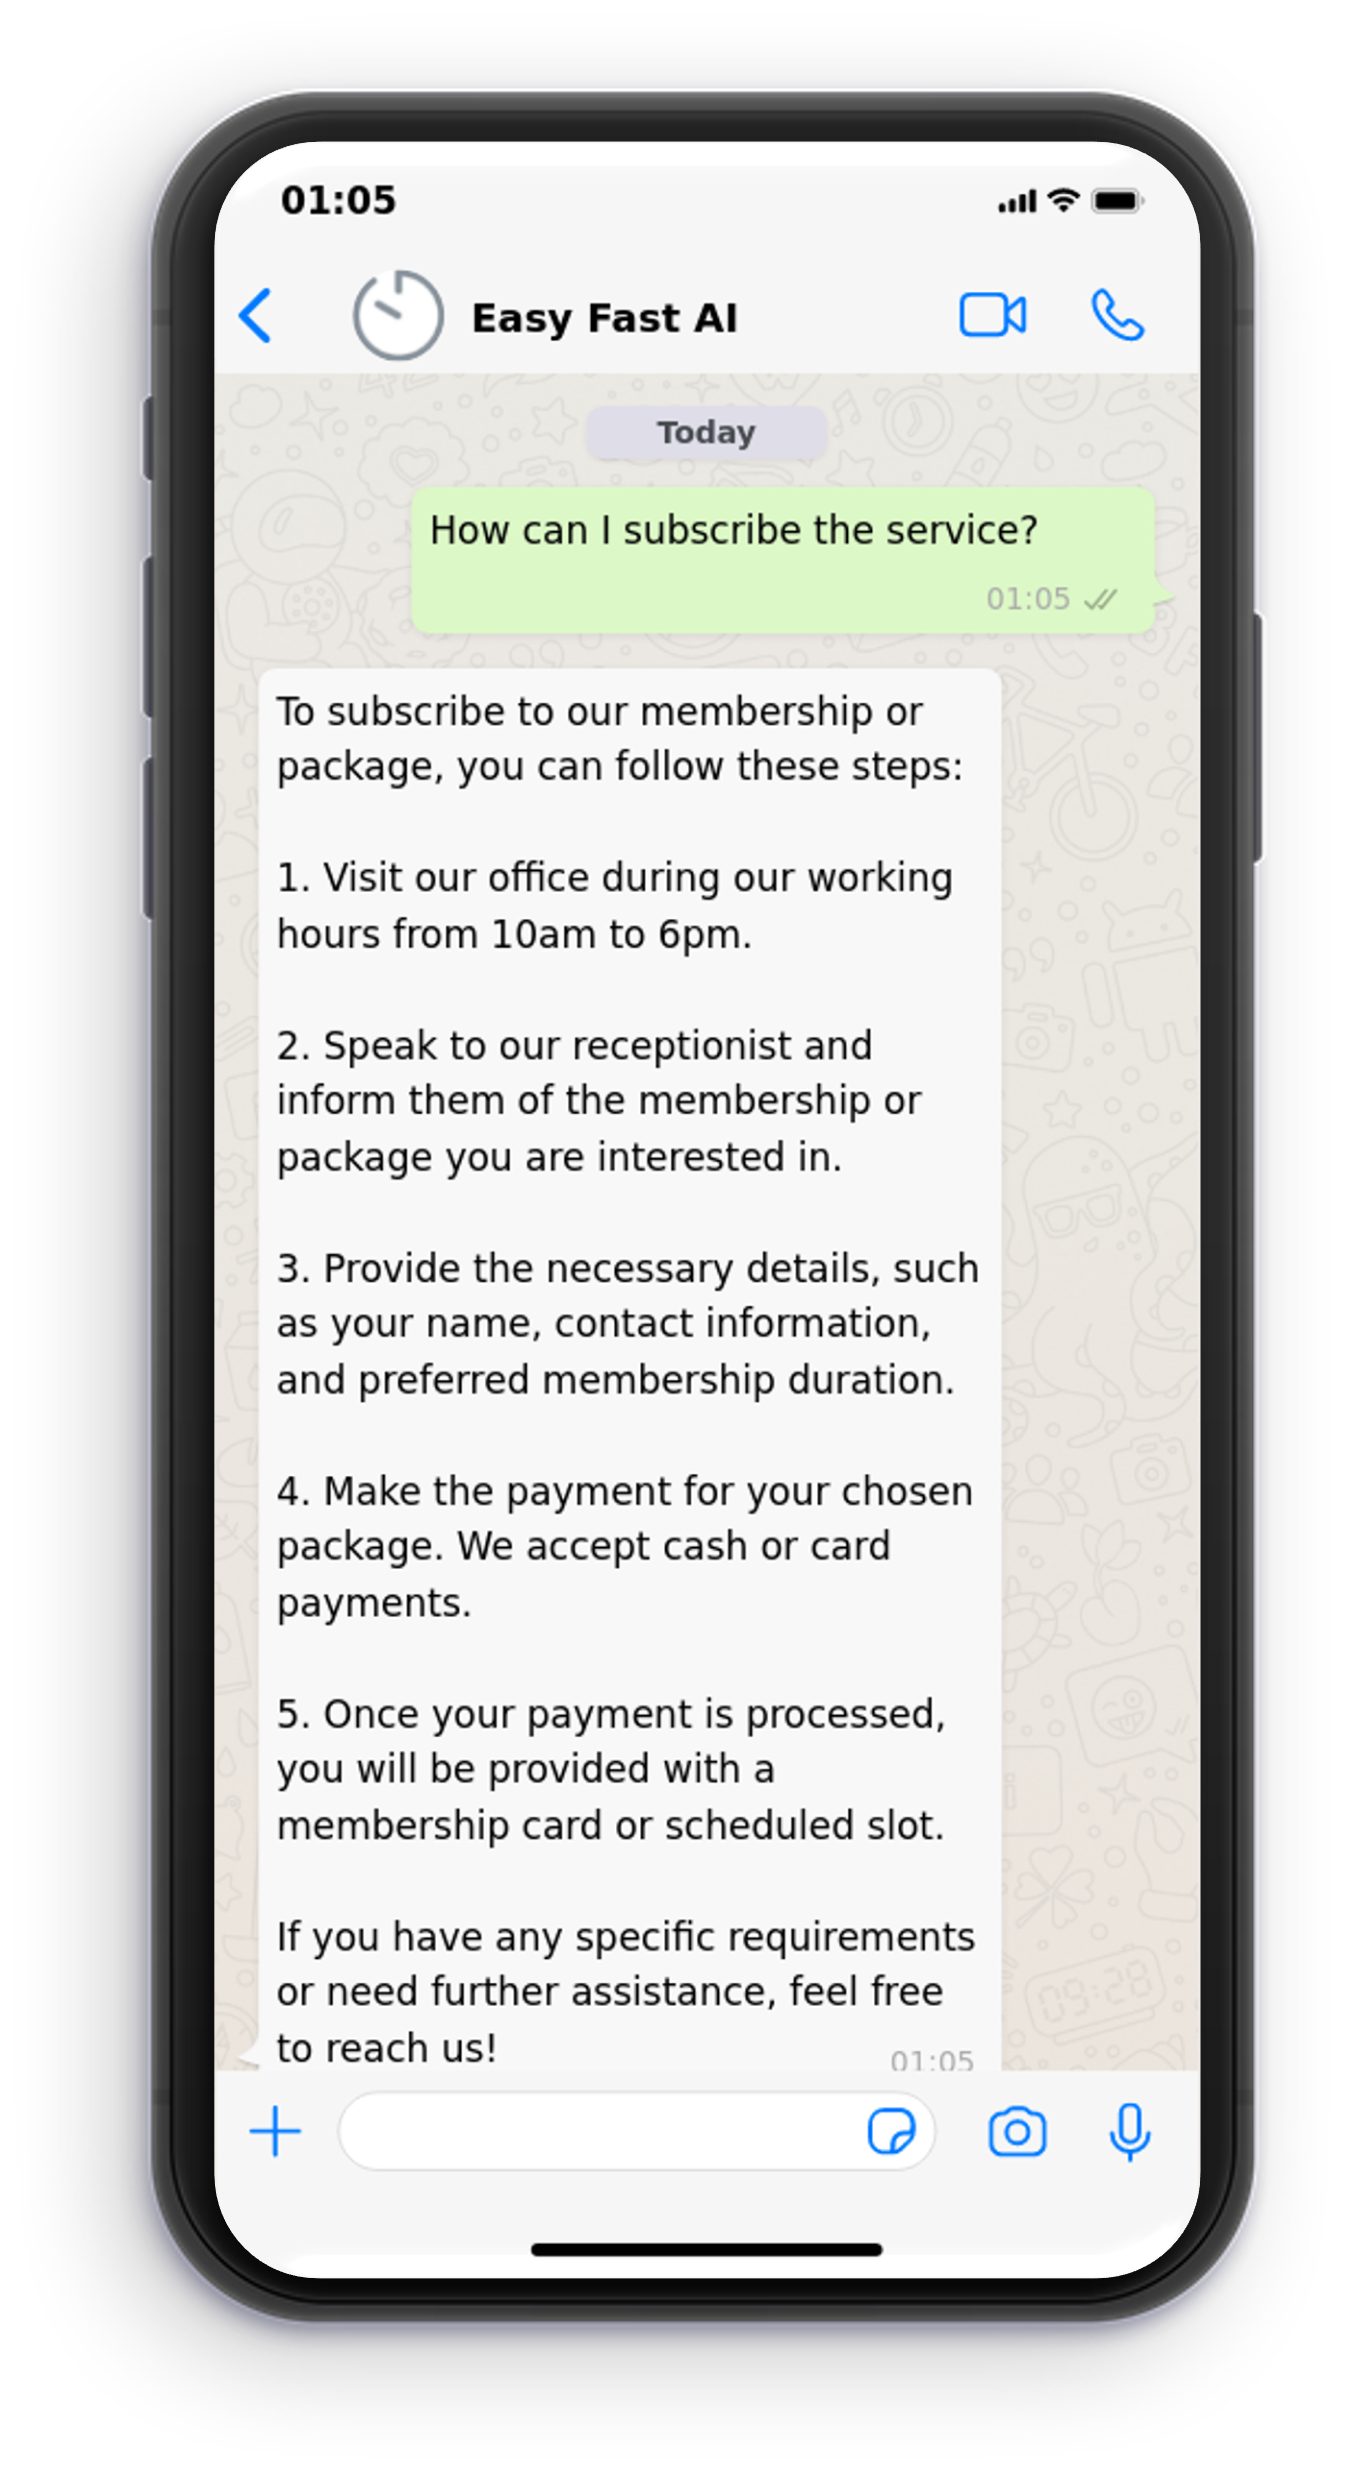 01:05
Easy Fast AI
Today
How can I subscribe the service?
01:05
To subscribe to our membership or
package, you can follow these steps:
1. Visit our office during our working
hours from 10am to 6pm.
2. Speak to our receptionist and
inform them of the membership or
package you are interested in.
3. Provide the necessary details, such
as your name, contact information,
and preferred membership duration.
4. Make the payment for your chosen
package. We accept cash or card
payments.
5. Once your payment is processed,
you will be provided with a
membership card or scheduled slot.
09:28
If you have any specific requirements
or need further assistance, feel free
to reach us!
01:05